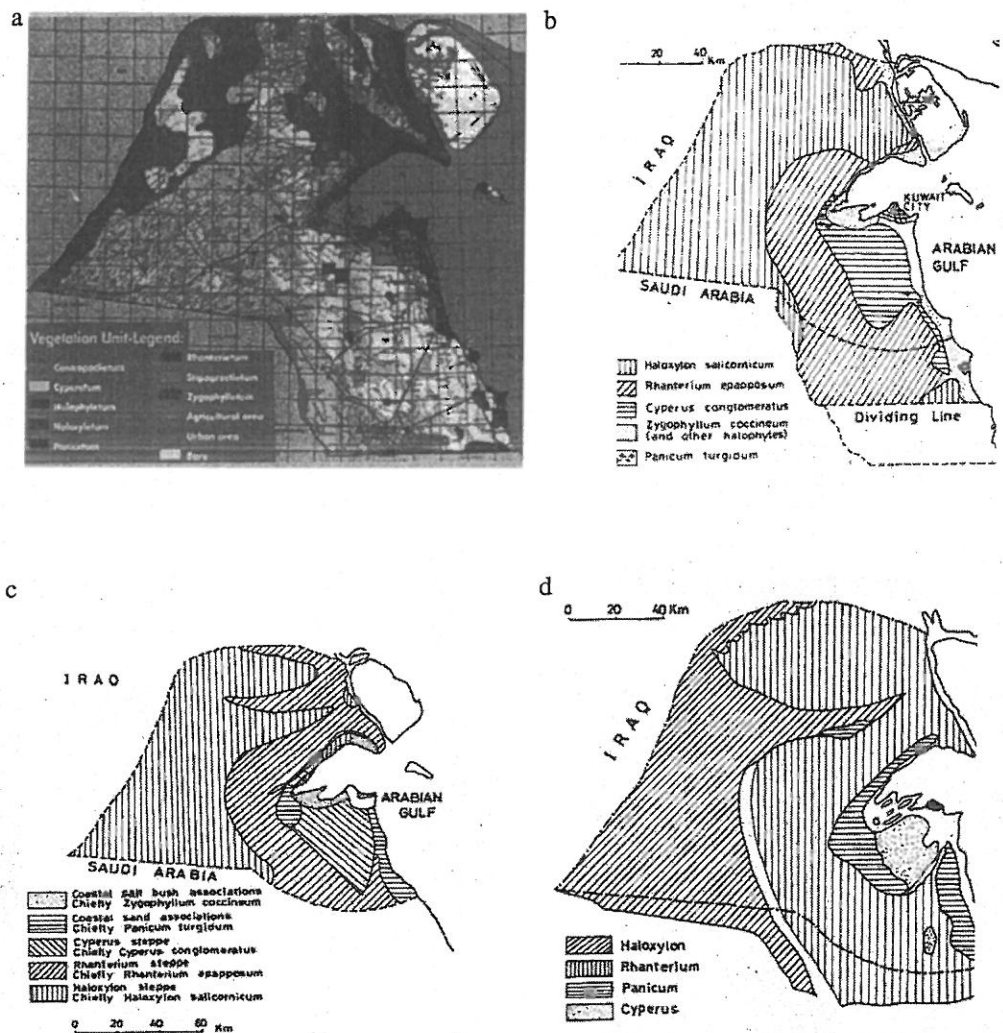 a
Vegetation Unit-Legend:
Cyperetum
Haloxyletum
Panicetum
Rhanterietum
Stipagrostietum
Zygophylletum
Agricultural area
Urban area
b
20 40
Km
IRAQ
KUWAIT
CITY
ARABIAN
GULF
SAUDI ARABIA
Haloxylon salicornicum
Rhanterium epapposum
Cyperus conglomeratus
Zygophyllum coccineum
(and other halophytes)
Panicum turgidum
Dividing Line
c
IRAQ
ARABIAN
GULF
SAUDI ARABIA
Coastal salt bush associations
Chiefly Zygophyllum coccineum
Coastal sand associations
Chiefly Panicum turgidum
Cyperus steppe
Chiefly Cyperus conglomeratus
Rhanterium steppe
Chiefly Rhanterium epapposum
Haloxylon steppe
Chiefly Haloxylon salicornicum
0 20 40 60 Km
d
0 20 40 Km
IRAQ
Haloxylon
Rhanterium
Panicum
Cyperus